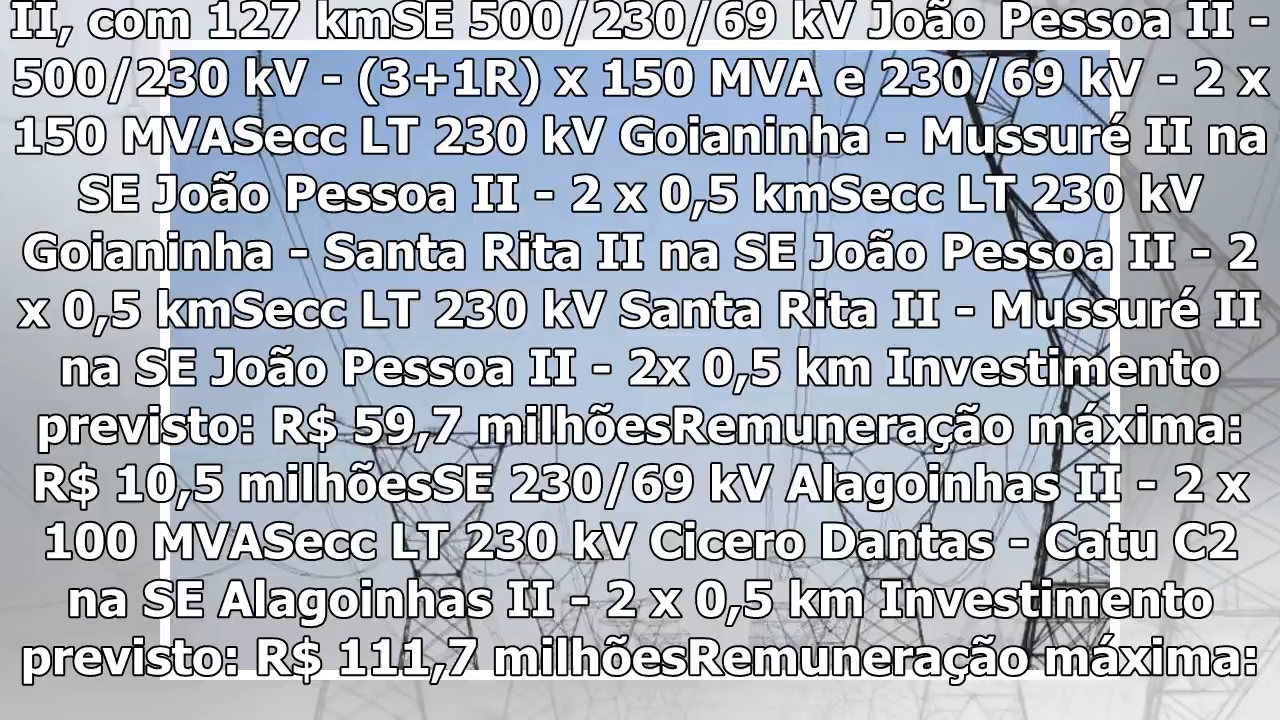 II, com 127 kmSE 500/230/69 kV João Pessoa II -
500/230 kV - (3+1R) x 150 MVA e 230/69 kV - 2 x
150 MVASecc LT 230 kV Goianinha - Mussuré II na
SE João Pessoa II - 2 x 0,5 kmSecc LT 230 kV
Goianinha - Santa Rita II na SE João Pessoa II - 2
x 0,5 kmSecc LT 230 kV Santa Rita II - Mussuré II
na SE João Pessoa II - 2x 0,5 km Investimento
previsto: R$ 59,7 milhõesRemuneração máxima:
R$ 10,5 milhõesSE 230/69 kV Alagoinhas II - 2 x
100 MVASecc LT 230 kV Cicero Dantas - Catu C2
na SE Alagoinhas II - 2 x 0,5 km Investimento
previsto: R$ 111,7 milhõesRemuneração máxima: